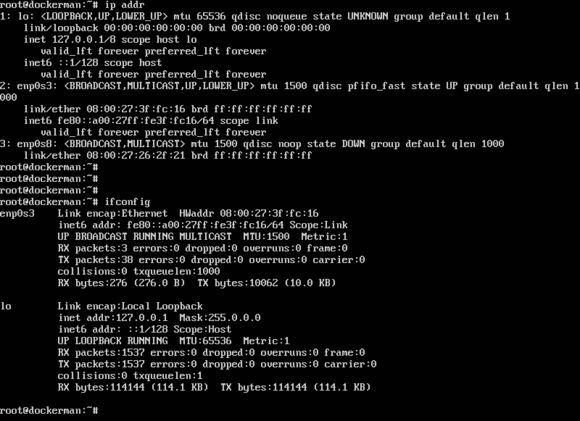 root@dockerman:~# ip addr
1: lo: <LOOPBACK,UP,LOWER_UP> mtu 65536 qdisc noqueue state UNKNOWN group default qlen 1
    link/loopback 00:00:00:00:00:00 brd 00:00:00:00:00:00
    inet 127.0.0.1/8 scope host lo
       valid_lft forever preferred_lft forever
    inet6 ::1/128 scope host
       valid_lft forever preferred_lft forever
2: enp0s3: <BROADCAST,MULTICAST,UP,LOWER_UP> mtu 1500 qdisc pfifo_fast state UP group default qlen 1
000
    link/ether 08:00:27:3f:fc:16 brd ff:ff:ff:ff:ff:ff
    inet6 fe80::a00:27ff:fe3f:fc16/64 scope link
       valid_lft forever preferred_lft forever
3: enp0s8: <BROADCAST,MULTICAST> mtu 1500 qdisc noop state DOWN group default qlen 1000
    link/ether 08:00:27:26:2f:21 brd ff:ff:ff:ff:ff:ff
root@dockerman:~#
root@dockerman:~#
root@dockerman:~#
root@dockerman:~# ifconfig
enp0s3    Link encap:Ethernet  HWaddr 08:00:27:3f:fc:16
          inet6 addr: fe80::a00:27ff:fe3f:fc16/64 Scope:Link
          UP BROADCAST RUNNING MULTICAST  MTU:1500  Metric:1
          RX packets:3 errors:0 dropped:0 overruns:0 frame:0
          TX packets:38 errors:0 dropped:0 overruns:0 carrier:0
          collisions:0 txqueuelen:1000
          RX bytes:276 (276.0 B)  TX bytes:10062 (10.0 KB)

lo        Link encap:Local Loopback
          inet addr:127.0.0.1  Mask:255.0.0.0
          inet6 addr: ::1/128 Scope:Host
          UP LOOPBACK RUNNING  MTU:65536  Metric:1
          RX packets:1537 errors:0 dropped:0 overruns:0 frame:0
          TX packets:1537 errors:0 dropped:0 overruns:0 carrier:0
          collisions:0 txqueuelen:1
          RX bytes:114144 (114.1 KB)  TX bytes:114144 (114.1 KB)

root@dockerman:~#